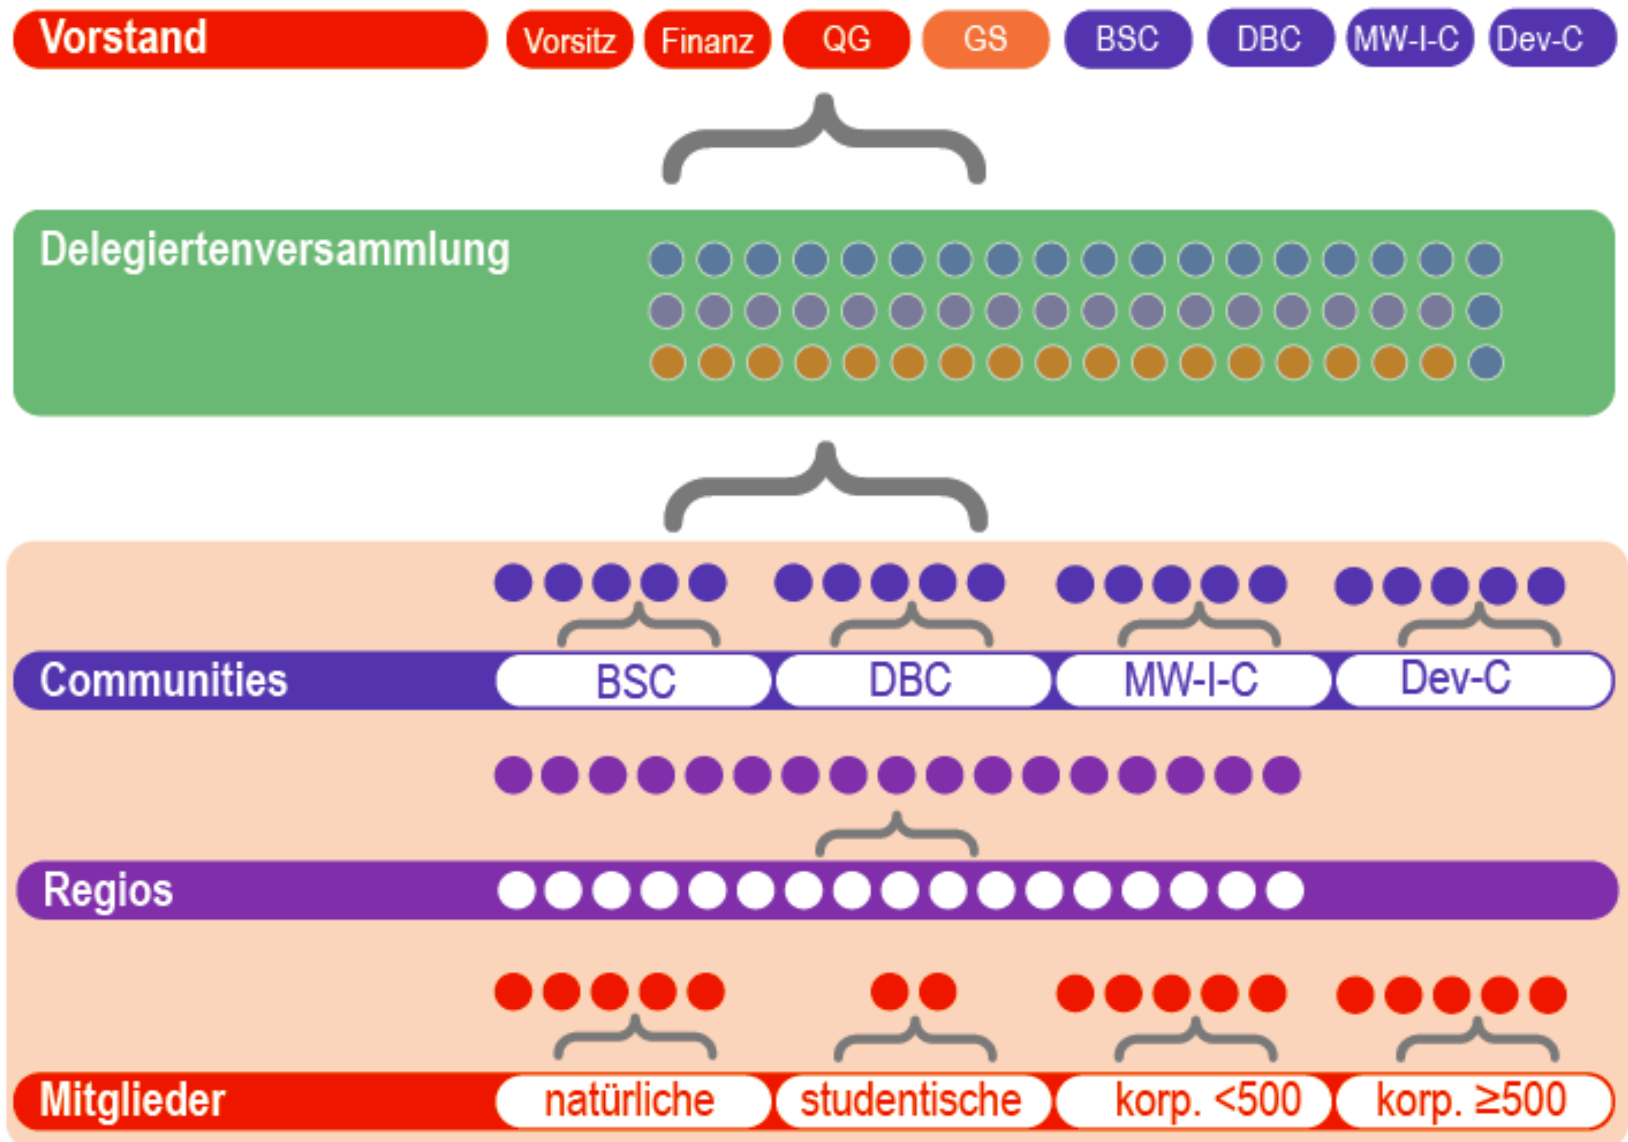 Vorstand Vorsitz Finanz QG GS BSC DBC MW-I-C Dev-C
Delegiertenversammlung
Communities BSC DBC MW-I-C Dev-C
Regios
Mitglieder natürliche studentische korp. <500 korp. ≥500